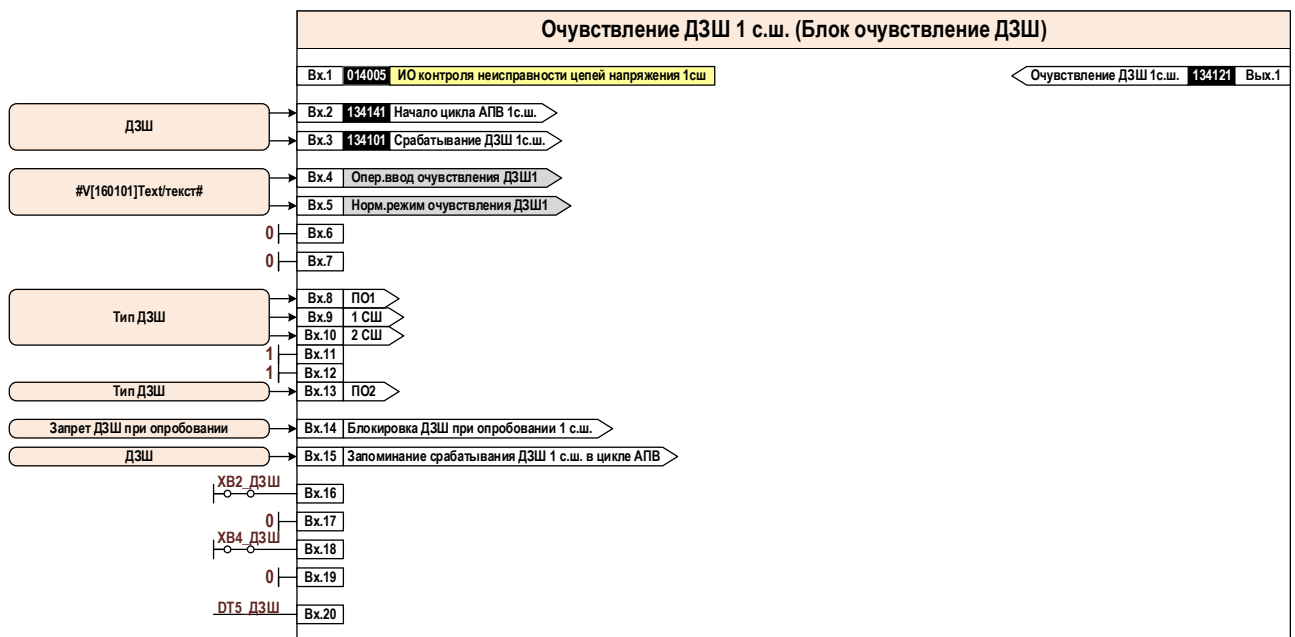 Очувствление ДЗШ 1 с.ш. (Блок очувствление ДЗШ)
Вх.1 014005 ИО контроля неисправности цепей напряжения 1сш
Очувствление ДЗШ 1с.ш. 134121 Вых.1
ДЗШ
Вх.2 134141 Начало цикла АПВ 1с.ш.
Вх.3 134101 Срабатывание ДЗШ 1с.ш.
#V[160101]Text/текст#
Вх.4 Опер.ввод очувствления ДЗШ1
Вх.5 Норм.режим очувствления ДЗШ1
0 Вх.6
0 Вх.7
Тип ДЗШ
Вх.8 ПО1
Вх.9 1 СШ
Вх.10 2 СШ
1 Вх.11
1 Вх.12
Тип ДЗШ Вх.13 ПО2
Запрет ДЗШ при опробовании Вх.14 Блокировка ДЗШ при опробовании 1 с.ш.
ДЗШ Вх.15 Запоминание срабатывания ДЗШ 1 с.ш. в цикле АПВ
XB2_ДЗШ Вх.16
0 Вх.17
XB4_ДЗШ Вх.18
0 Вх.19
DT5_ДЗШ Вх.20